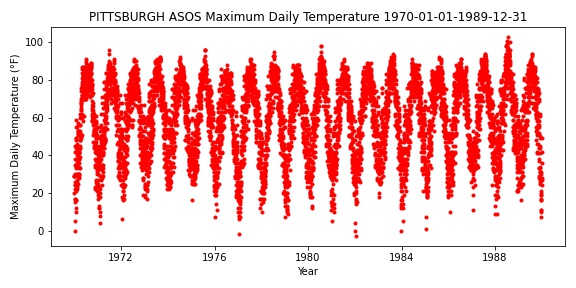 PITTSBURGH ASOS Maximum Daily Temperature 1970-01-01-1989-12-31
Maximum Daily Temperature (°F)
100
80
60
40
20
0
1972 1976 1980 1984 1988
Year